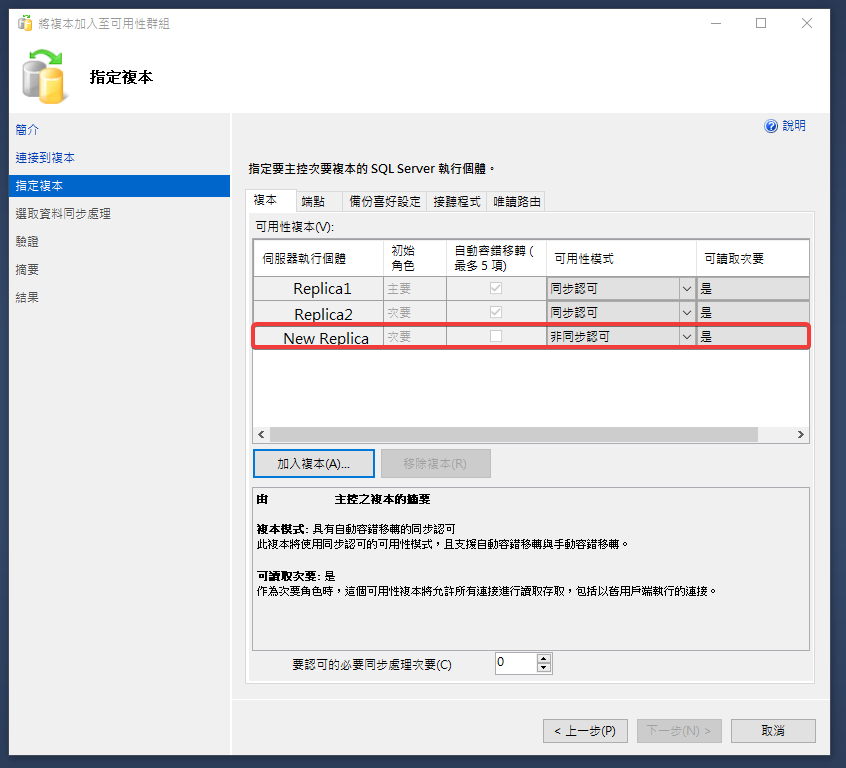 將複本加入至可用性群組
指定複本
簡介
連接到複本
指定複本
選取資料同步處理
驗證
摘要
結果
說明
指定要主控次要複本的 SQL Server 執行個體。
複本 端點 備份喜好設定 接聽程式 唯讀路由
可用性複本(V):
伺服器執行個體 初始角色 自動容錯移轉 (最多 5 項) 可用性模式 可讀取次要
Replica1 主要 同步認可 是
Replica2 次要 同步認可 是
New Replica 次要 非同步認可 是
加入複本(A)... 移除複本(R)
由 主控之複本的摘要
複本模式: 具有自動容錯移轉的同步認可
此複本將使用同步認可的可用性模式，且支援自動容錯移轉與手動容錯移轉。
可讀取次要: 是
作為次要角色時，這個可用性複本將允許所有連接進行讀取存取，包括以舊用戶端執行的連接。
要認可的必要同步處理次要(C) 0
< 上一步(P) 下一步(N) > 取消